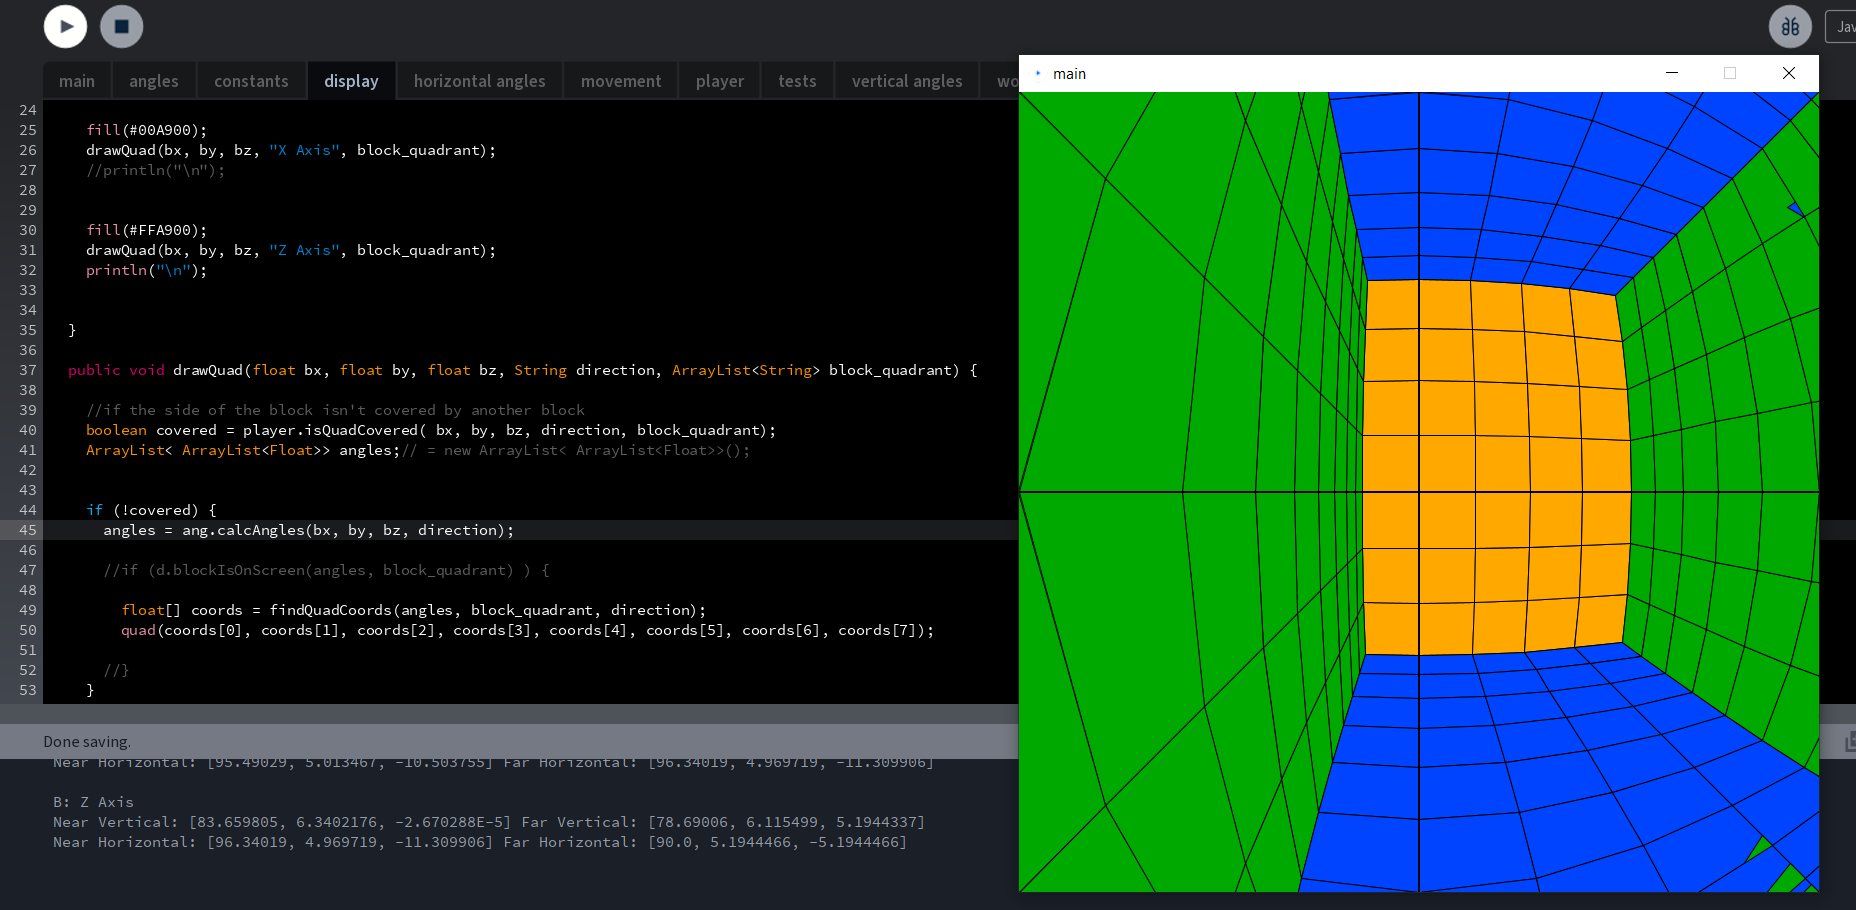 Jav
main angles constants display horizontal angles movement player tests vertical angles wo
main
24
25 fill(#00A900);
26 drawQuad(bx, by, bz, "X Axis", block_quadrant);
27 //println("\n");
28
29
30 fill(#FFA900);
31 drawQuad(bx, by, bz, "Z Axis", block_quadrant);
32 println("\n");
33
34
35 }
36
37 public void drawQuad(float bx, float by, float bz, String direction, ArrayList<String> block_quadrant) {
38
39 //if the side of the block isn't covered by another block
40 boolean covered = player.isQuadCovered( bx, by, bz, direction, block_quadrant);
41 ArrayList< ArrayList<Float>> angles;// = new ArrayList< ArrayList<Float>>();
42
43
44 if (!covered) {
45 angles = ang.calcAngles(bx, by, bz, direction);
46
47 //if (d.blockIsOnScreen(angles, block_quadrant) ) {
48
49 float[] coords = findQuadCoords(angles, block_quadrant, direction);
50 quad(coords[0], coords[1], coords[2], coords[3], coords[4], coords[5], coords[6], coords[7]);
51
52 //}
53 }
Done saving.
Near Horizontal: [95.49029, 5.013467, -10.503755] Far Horizontal: [96.34019, 4.969719, -11.309906]
B: Z Axis
Near Vertical: [83.659805, 6.3402176, -2.670288E-5] Far Vertical: [78.69006, 6.115499, 5.1944337]
Near Horizontal: [96.34019, 4.969719, -11.309906] Far Horizontal: [90.0, 5.1944466, -5.1944466]